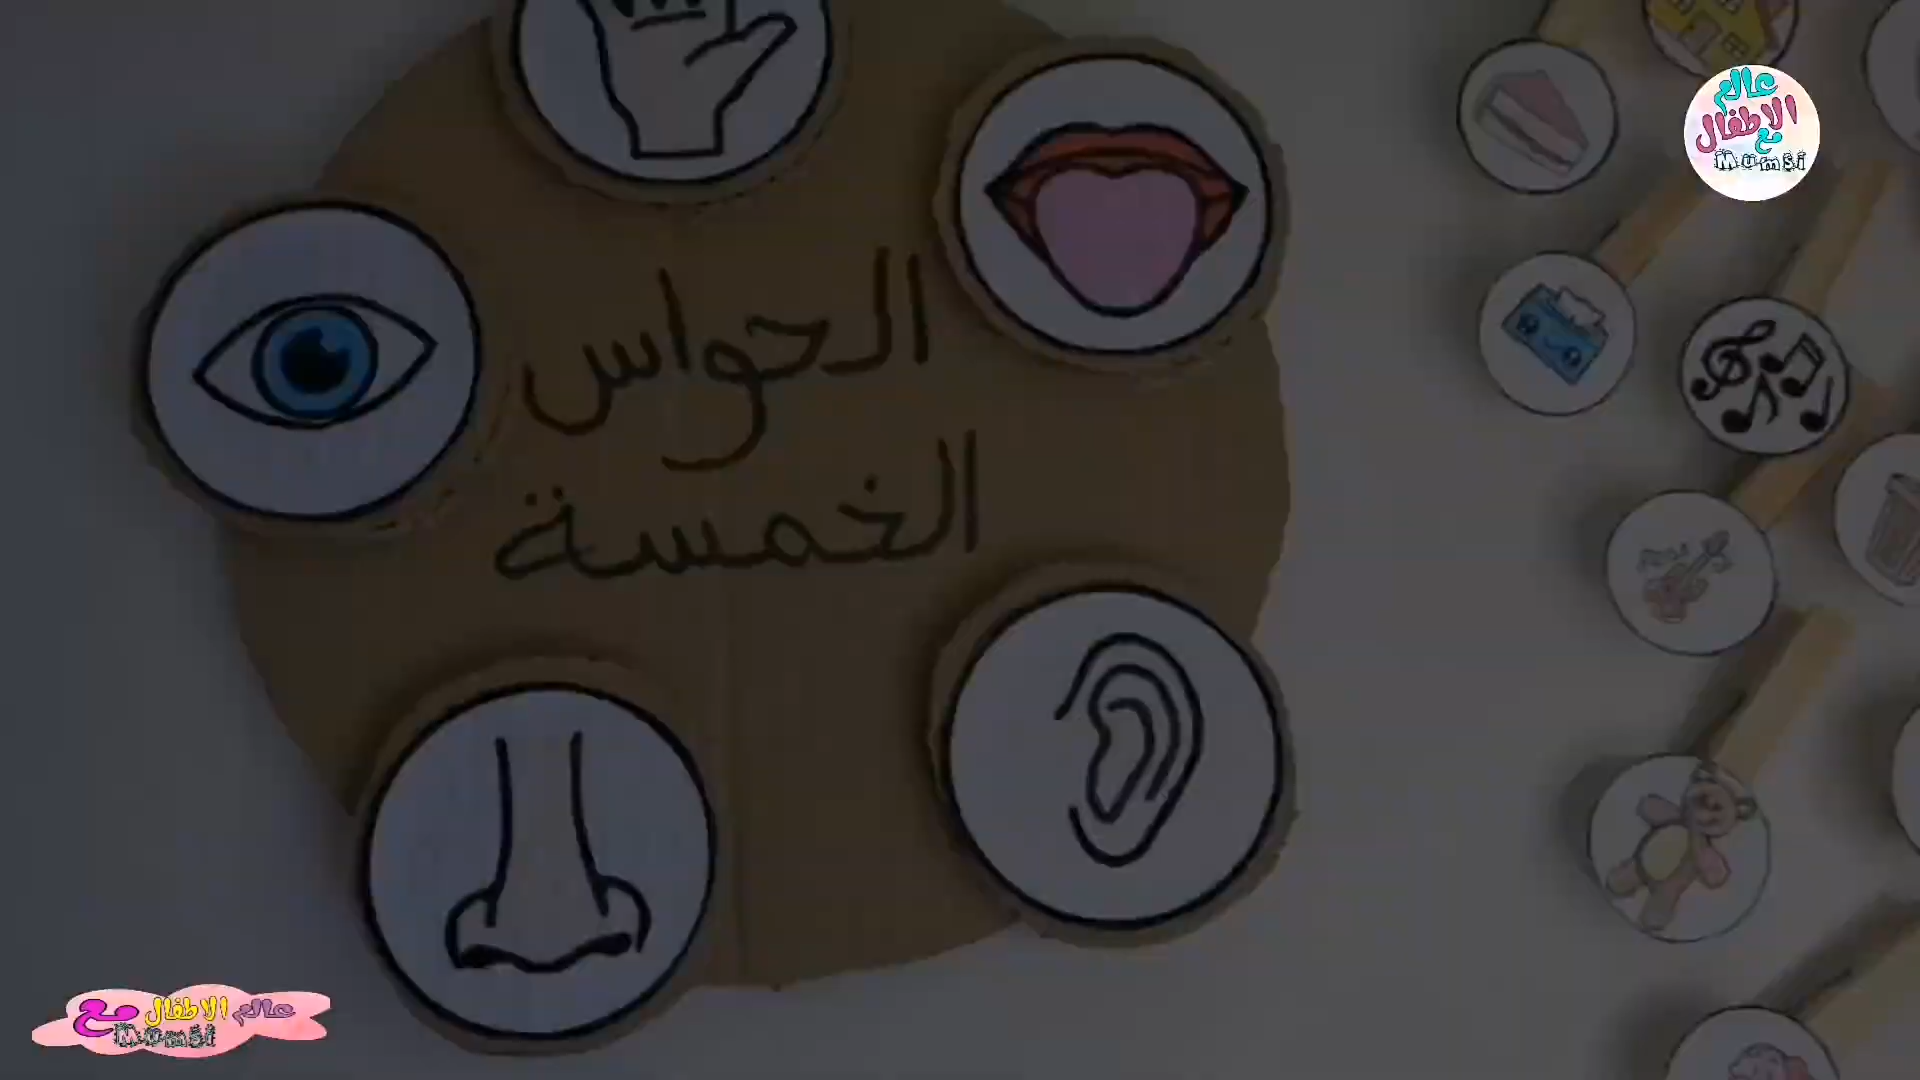 عالم
الاطفال
مع
Mumsi
الحواس
الخمسة
عالم الاطفال مع
Mumsi